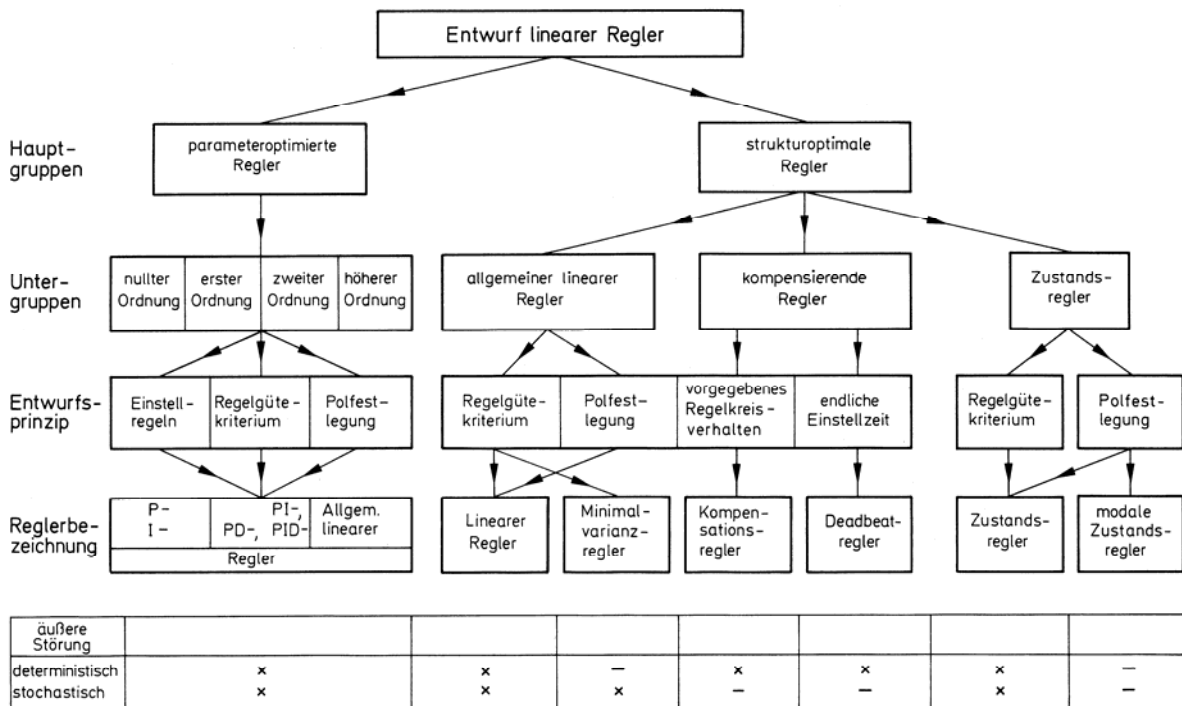 Entwurf linearer Regler
Haupt-
gruppen
parameteroptimierte
Regler
strukturoptimale
Regler
Unter-
gruppen
nullter
Ordnung
erster
Ordnung
zweiter
Ordnung
höherer
Ordnung
allgemeiner linearer
Regler
kompensierende
Regler
Zustands-
regler
Entwurfs-
prinzip
Einstell-
regeln
Regelgüte-
kriterium
Polfest-
legung
Regelgüte-
kriterium
Polfest-
legung
vorgegebenes
Regelkreis-
verhalten
endliche
Einstellzeit
Regelgüte-
kriterium
Polfest-
legung
Reglerbe-
zeichnung
P-
I-
PI-,
PD-, PID-
Allgem.
linearer
Regler
Linearer
Regler
Minimal-
varianz-
regler
Kompen-
sations-
regler
Deadbeat-
regler
Zustands-
regler
modale
Zustands-
regler
äußere
Störung
deterministisch × × — × × × —
stochastisch × × × — — × —